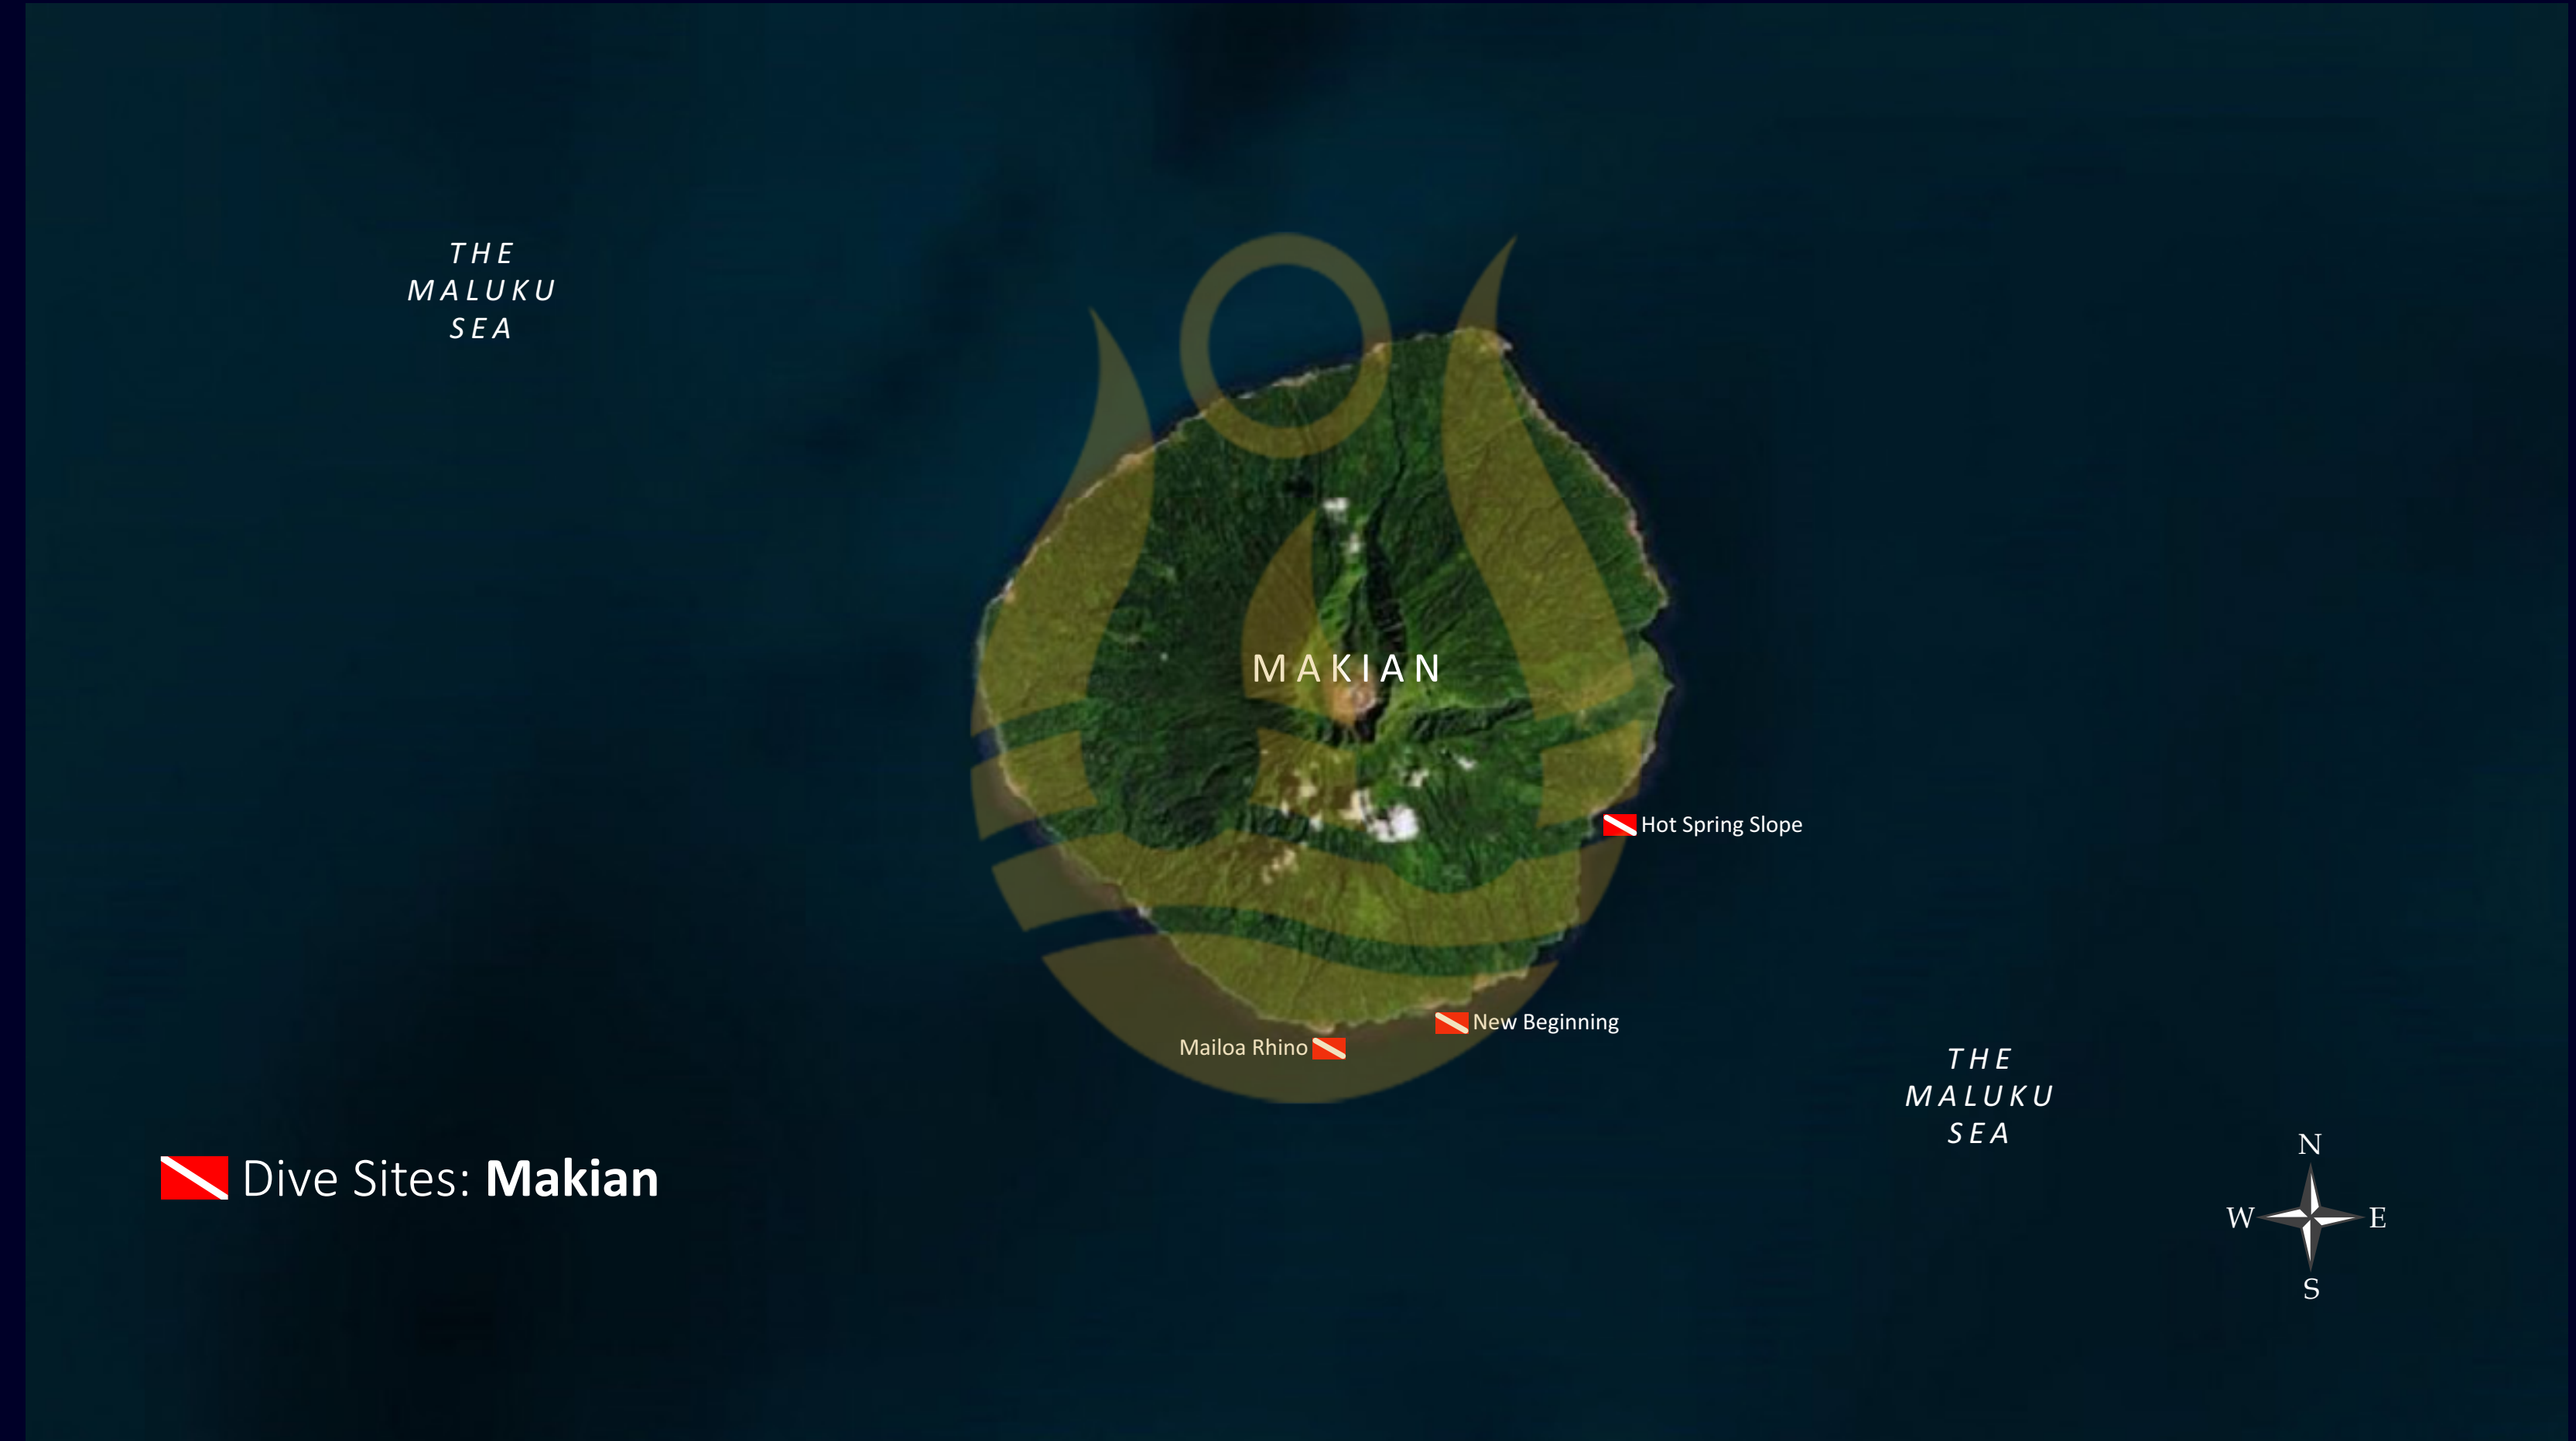 THE
MALUKU
SEA
MAKIAN
Hot Spring Slope
New Beginning
Mailoa Rhino
THE
MALUKU
SEA
Dive Sites: Makian
N
W E
S